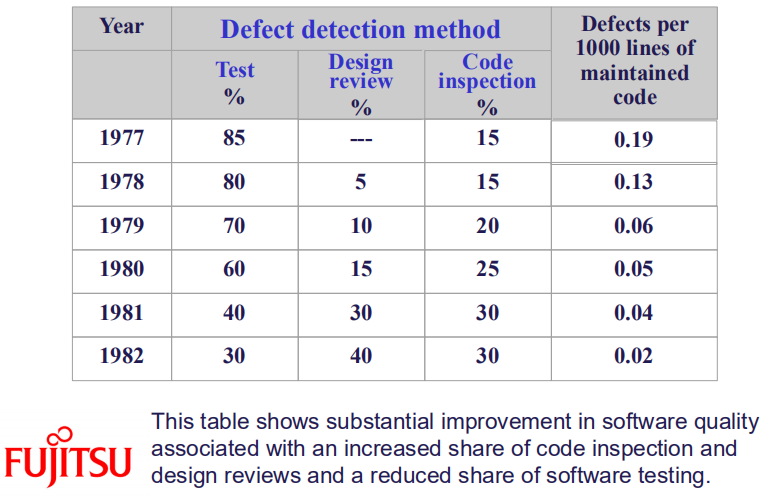 Year Defect detection method Defects per 1000 lines of maintained code
Test % Design review % Code inspection %
1977 85 --- 15 0.19
1978 80 5 15 0.13
1979 70 10 20 0.06
1980 60 15 25 0.05
1981 40 30 30 0.04
1982 30 40 30 0.02
FUJITSU
This table shows substantial improvement in software quality
associated with an increased share of code inspection and
design reviews and a reduced share of software testing.